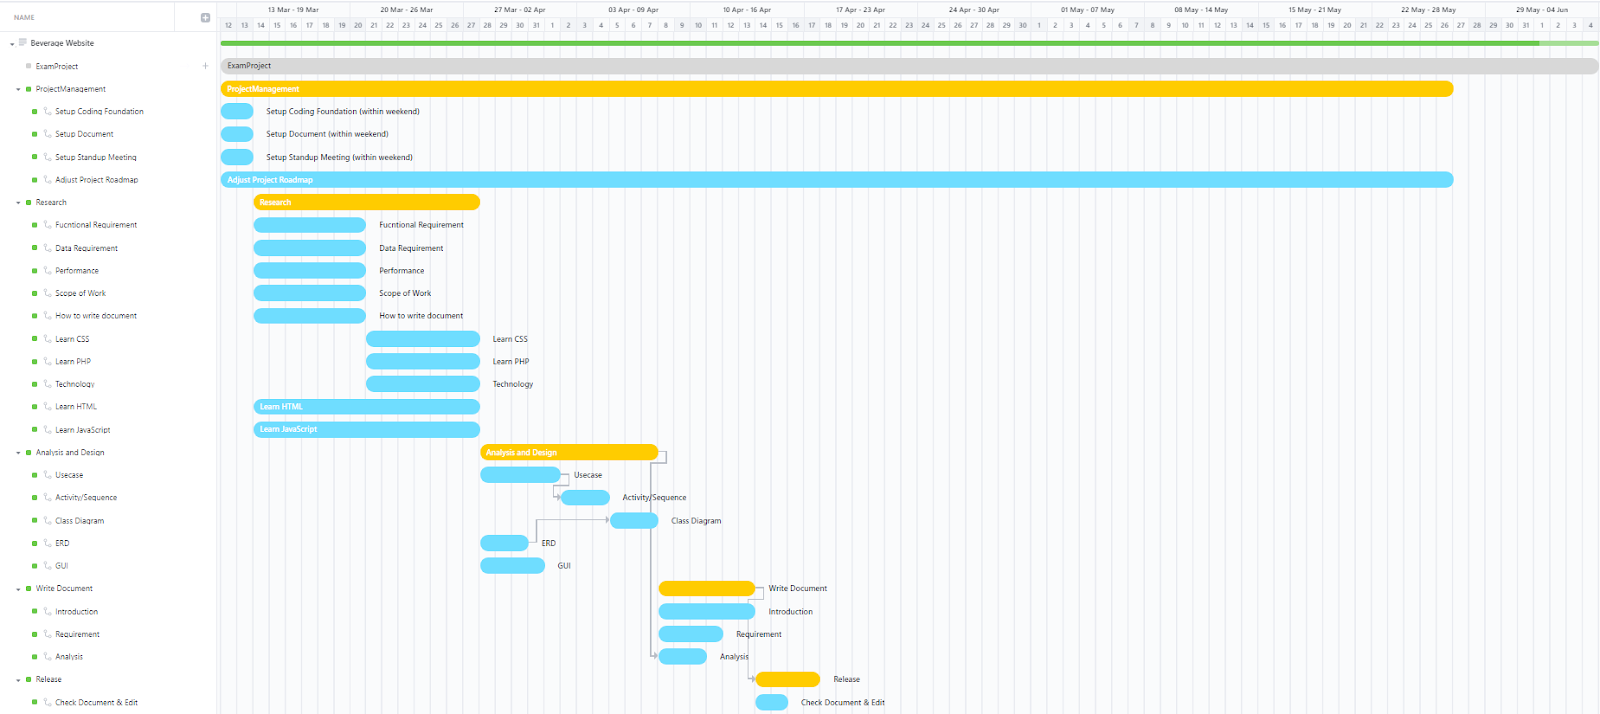 NAME
13 Mar - 19 Mar 20 Mar - 26 Mar 27 Mar - 02 Apr 03 Apr - 09 Apr 10 Apr - 16 Apr 17 Apr - 23 Apr 24 Apr - 30 Apr 01 May - 07 May 08 May - 14 May 15 May - 21 May 22 May - 28 May 29 May - 04 Jun
12 13 14 15 16 17 18 19 20 21 22 23 24 25 26 27 28 29 30 31 1 2 3 4 5 6 7 8 9 10 11 12 13 14 15 16 17 18 19 20 21 22 23 24 25 26 27 28 29 30 1 2 3 4 5 6 7 8 9 10 11 12 13 14 15 16 17 18 19 20 21 22 23 24 25 26 27 28 29 30 31 1 2 3 4
Beverage Website
ExamProject + ExamProject
ProjectManagement ProjectManagement
Setup Coding Foundation Setup Coding Foundation (within weekend)
Setup Document Setup Document (within weekend)
Setup Standup Meeting Setup Standup Meeting (within weekend)
Adjust Project Roadmap Adjust Project Roadmap
Research Research
Fucntional Requirement Fucntional Requirement
Data Requirement Data Requirement
Performance Performance
Scope of Work Scope of Work
How to write document How to write document
Learn CSS Learn CSS
Learn PHP Learn PHP
Technology Technology
Learn HTML Learn HTML
Learn JavaScript Learn JavaScript
Analysis and Design Analysis and Design
Usecase Usecase
Activity/Sequence Activity/Sequence
Class Diagram Class Diagram
ERD ERD
GUI GUI
Write Document Write Document
Introduction Introduction
Requirement Requirement
Analysis Analysis
Release Release
Check Document & Edit Check Document & Edit